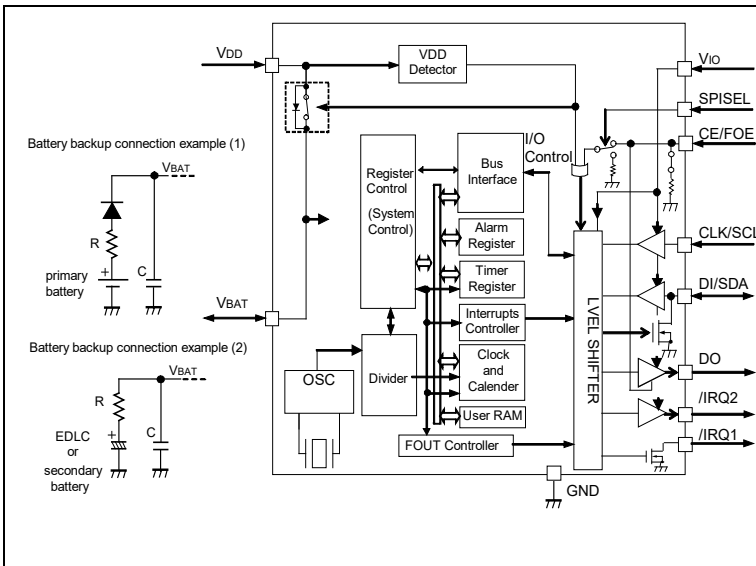 VDD
VDD
Detector
VIO
SPISEL
CE/FOE
I/O
Control
Battery backup connection example (1)
VBAT
R
+
C
primary
battery
Register
Control
(System
Control)
Bus
Interface
Alarm
Register
Timer
Register
Interrupts
Controller
Clock
and
Calender
User RAM
FOUT Controller
Divider
OSC
LVEL SHIFTER
CLK/SCL
DI/SDA
DO
/IRQ2
/IRQ1
VBAT
Battery backup connection example (2)
VBAT
R
+
C
EDLC
or
secondary
battery
GND